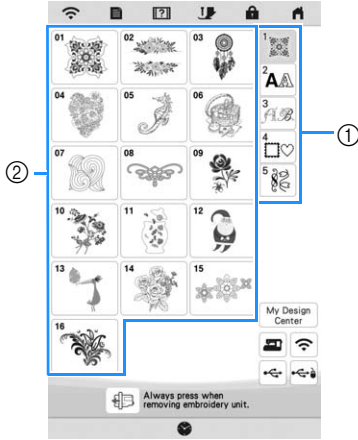 ?
01 02 03 1
2 AA
3 AB
04 05 06
4
①
②
07 08 09 5
10 11 12
13 14 15
My Design
Center
16
Always press when
removing embroidery unit.